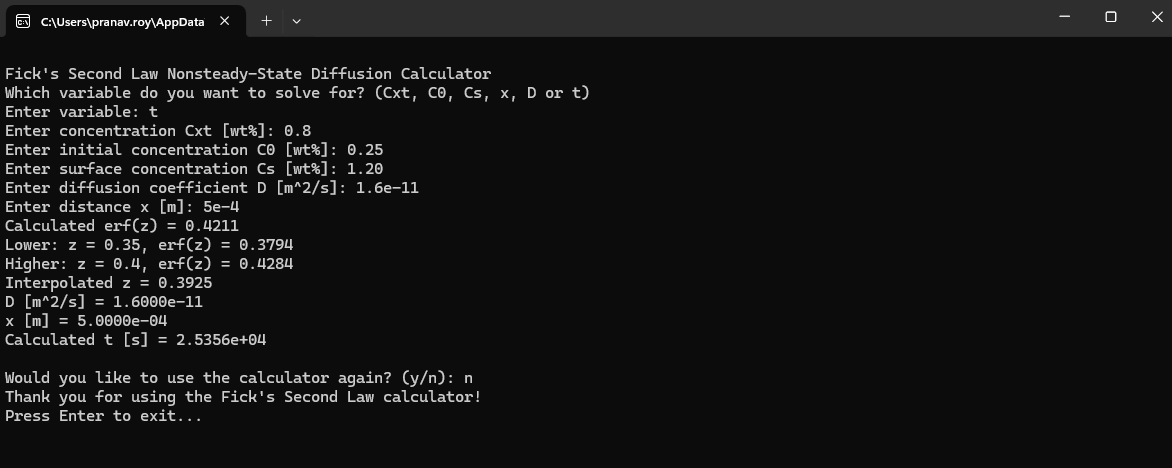 C:\Users\pranav.roy\AppData
Fick's Second Law Nonsteady-State Diffusion Calculator
Which variable do you want to solve for? (Cxt, C0, Cs, x, D or t)
Enter variable: t
Enter concentration Cxt [wt%]: 0.8
Enter initial concentration C0 [wt%]: 0.25
Enter surface concentration Cs [wt%]: 1.20
Enter diffusion coefficient D [m^2/s]: 1.6e-11
Enter distance x [m]: 5e-4
Calculated erf(z) = 0.4211
Lower: z = 0.35, erf(z) = 0.3794
Higher: z = 0.4, erf(z) = 0.4284
Interpolated z = 0.3925
D [m^2/s] = 1.6000e-11
x [m] = 5.0000e-04
Calculated t [s] = 2.5356e+04
Would you like to use the calculator again? (y/n): n
Thank you for using the Fick's Second Law calculator!
Press Enter to exit...